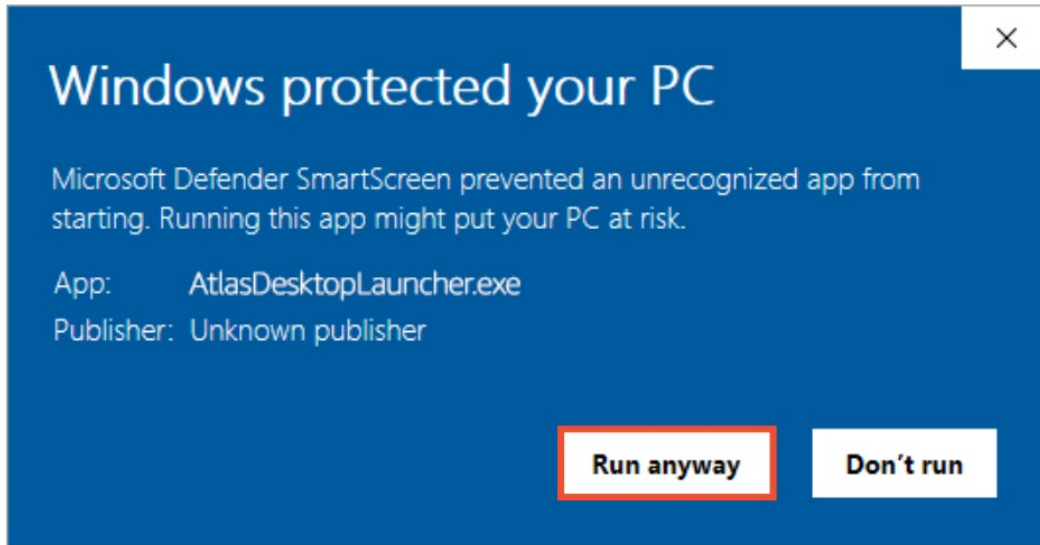 Windows protected your PC
Microsoft Defender SmartScreen prevented an unrecognized app from
starting. Running this app might put your PC at risk.
App: AtlasDesktopLauncher.exe
Publisher: Unknown publisher
Run anyway Don't run